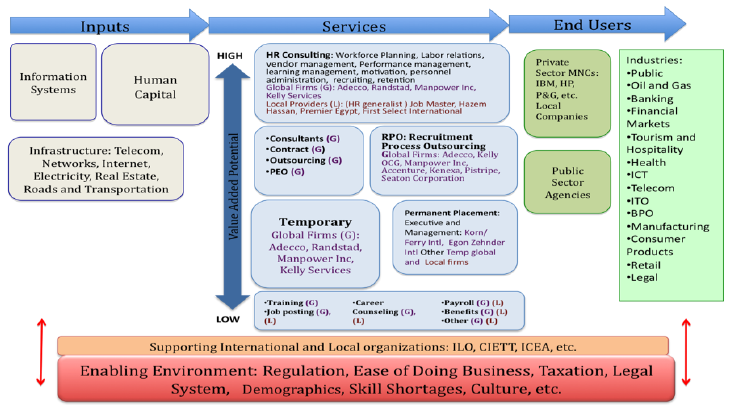 Inputs
Services
End Users
Information
Systems
Human
Capital
Infrastructure: Telecom,
Networks, Internet,
Electricity, Real Estate,
Roads and Transportation
HIGH
Value Added Potential
LOW
HR Consulting: Workforce Planning, Labor relations,
vendor management, Performance management,
learning management, motivation, personnel
administration, recruiting, retention
Global Firms (G): Adecco, Randstad, Manpower Inc,
Kelly Services
Local Providers (L): (HR generalist ) Job Master, Hazem
Hassan, Premier Egypt, First Select International
•Consultants (G)
•Contract (G)
•Outsourcing (G)
•PEO (G)
RPO: Recruitment
Process Outsourcing
Global Firms: Adecco, Kelly
OCG, Manpower Inc,
Accenture, Kenexa, Pistripe,
Seaton Corporation
Temporary
Global Firms (G):
Adecco, Randstad,
Manpower Inc,
Kelly Services
Permanent Placement:
Executive and
Management: Korn/
Ferry Intl, Egon Zehnder
Intl Other Temp global
and Local firms
•Training (G)
•Job posting (G),
(L)
•Career
Counseling (G),
(L)
•Payroll (G) (L)
•Benefits (G) (L)
•Other (G) (L)
Private
Sector MNCs:
IBM, HP,
P&G, etc.
Local
Companies
Public
Sector
Agencies
Industries:
•Public
•Oil and Gas
•Banking
•Financial
Markets
•Tourism and
Hospitality
•Health
•ICT
•Telecom
•ITO
•BPO
•Manufacturing
•Consumer
Products
•Retail
•Legal
Supporting International and Local organizations: ILO, CIETT, ICEA, etc.
Enabling Environment: Regulation, Ease of Doing Business, Taxation, Legal
System, Demographics, Skill Shortages, Culture, etc.